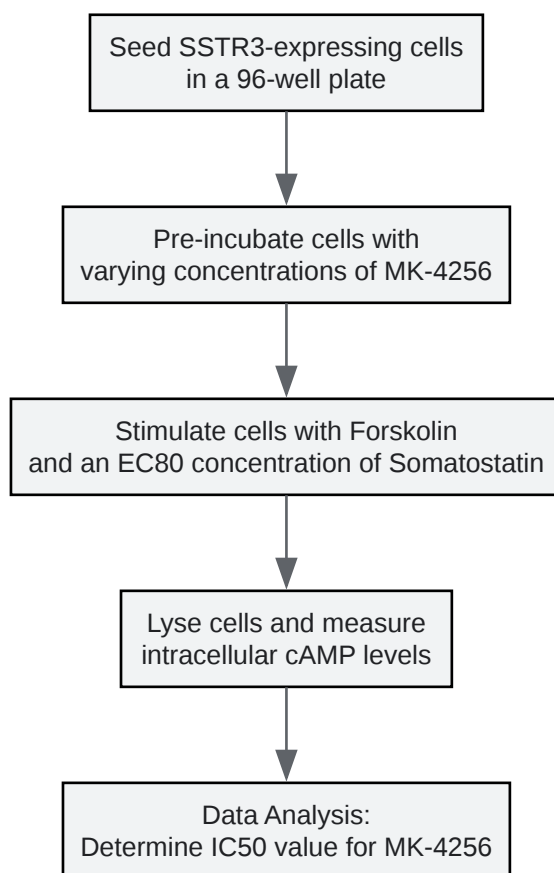 Seed SSTR3-expressing cells
in a 96-well plate
Pre-incubate cells with
varying concentrations of MK-4256
Stimulate cells with Forskolin
and an EC80 concentration of Somatostatin
Lyse cells and measure
intracellular cAMP levels
Data Analysis:
Determine IC50 value for MK-4256